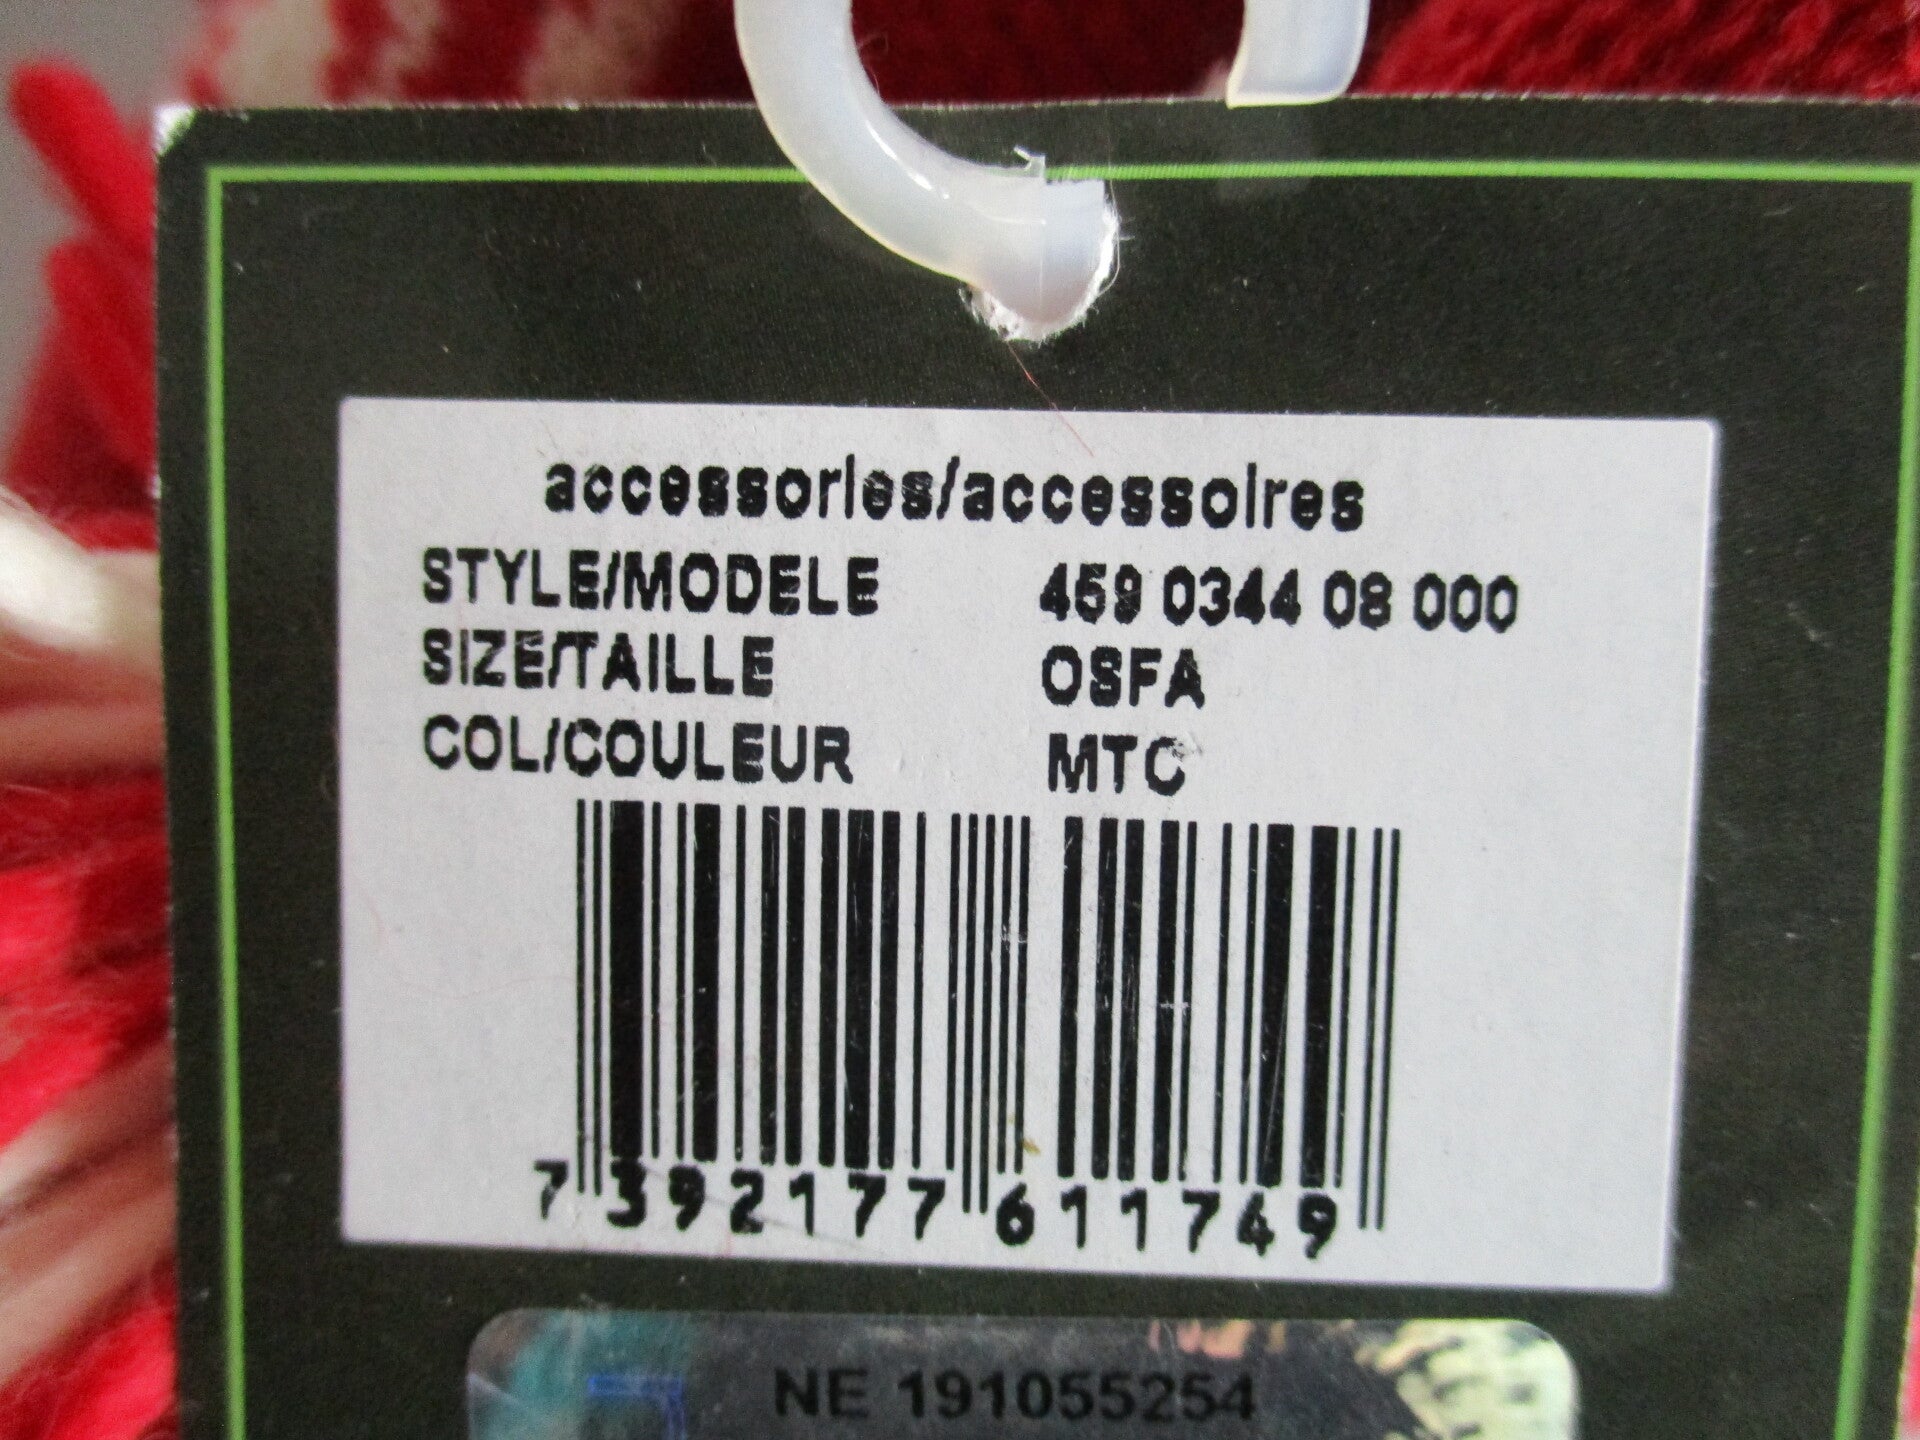 accessories/accessoires
STYLE/MODELE 459 0344 08 000
SIZE/TAILLE OSFA
COL/COULEUR MTC
7 392177 611749
NE 191055254